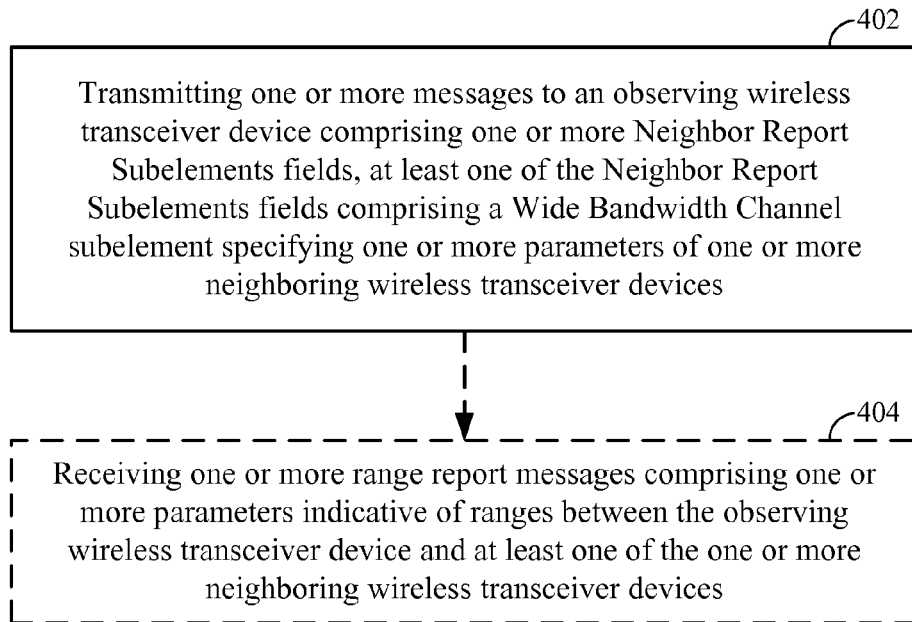 402
Transmitting one or more messages to an observing wireless
transceiver device comprising one or more Neighbor Report
Subelements fields, at least one of the Neighbor Report
Subelements fields comprising a Wide Bandwidth Channel
subelement specifying one or more parameters of one or more
neighboring wireless transceiver devices
404
Receiving one or more range report messages comprising one or
more parameters indicative of ranges between the observing
wireless transceiver device and at least one of the one or more
neighboring wireless transceiver devices